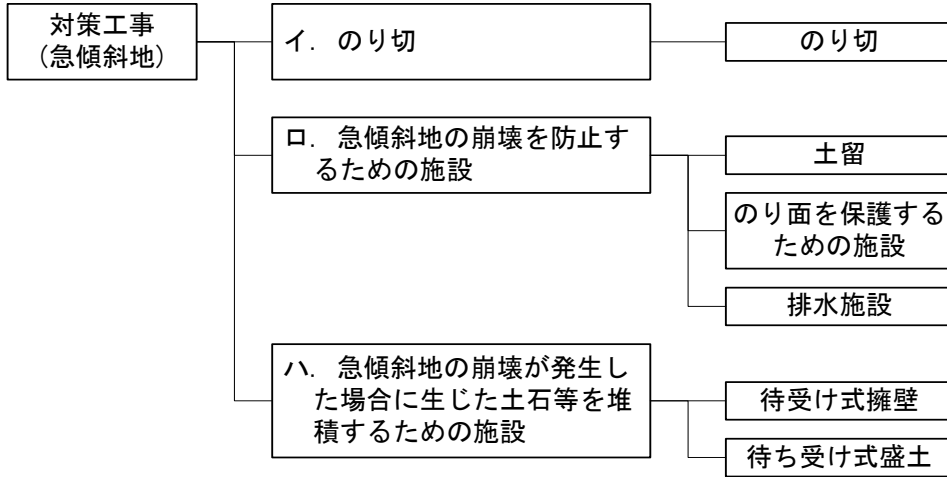 対策工事
(急傾斜地)
イ. のり切
のり切
ロ. 急傾斜地の崩壊を防止す
るための施設
土留
のり面を保護する
ための施設
排水施設
ハ. 急傾斜地の崩壊が発生し
た場合に生じた土石等を堆
積するための施設
待受け式擁壁
待ち受け式盛土